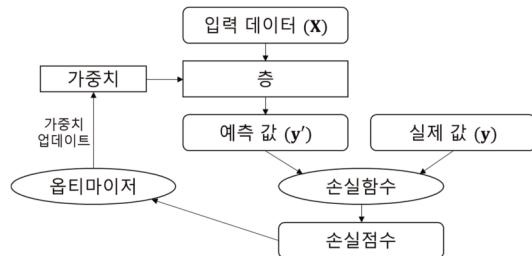 입력 데이터 (X)
가중치
층
가중치
업데이트
예측 값 (y′)
실제 값 (y)
옵티마이저
손실함수
손실점수